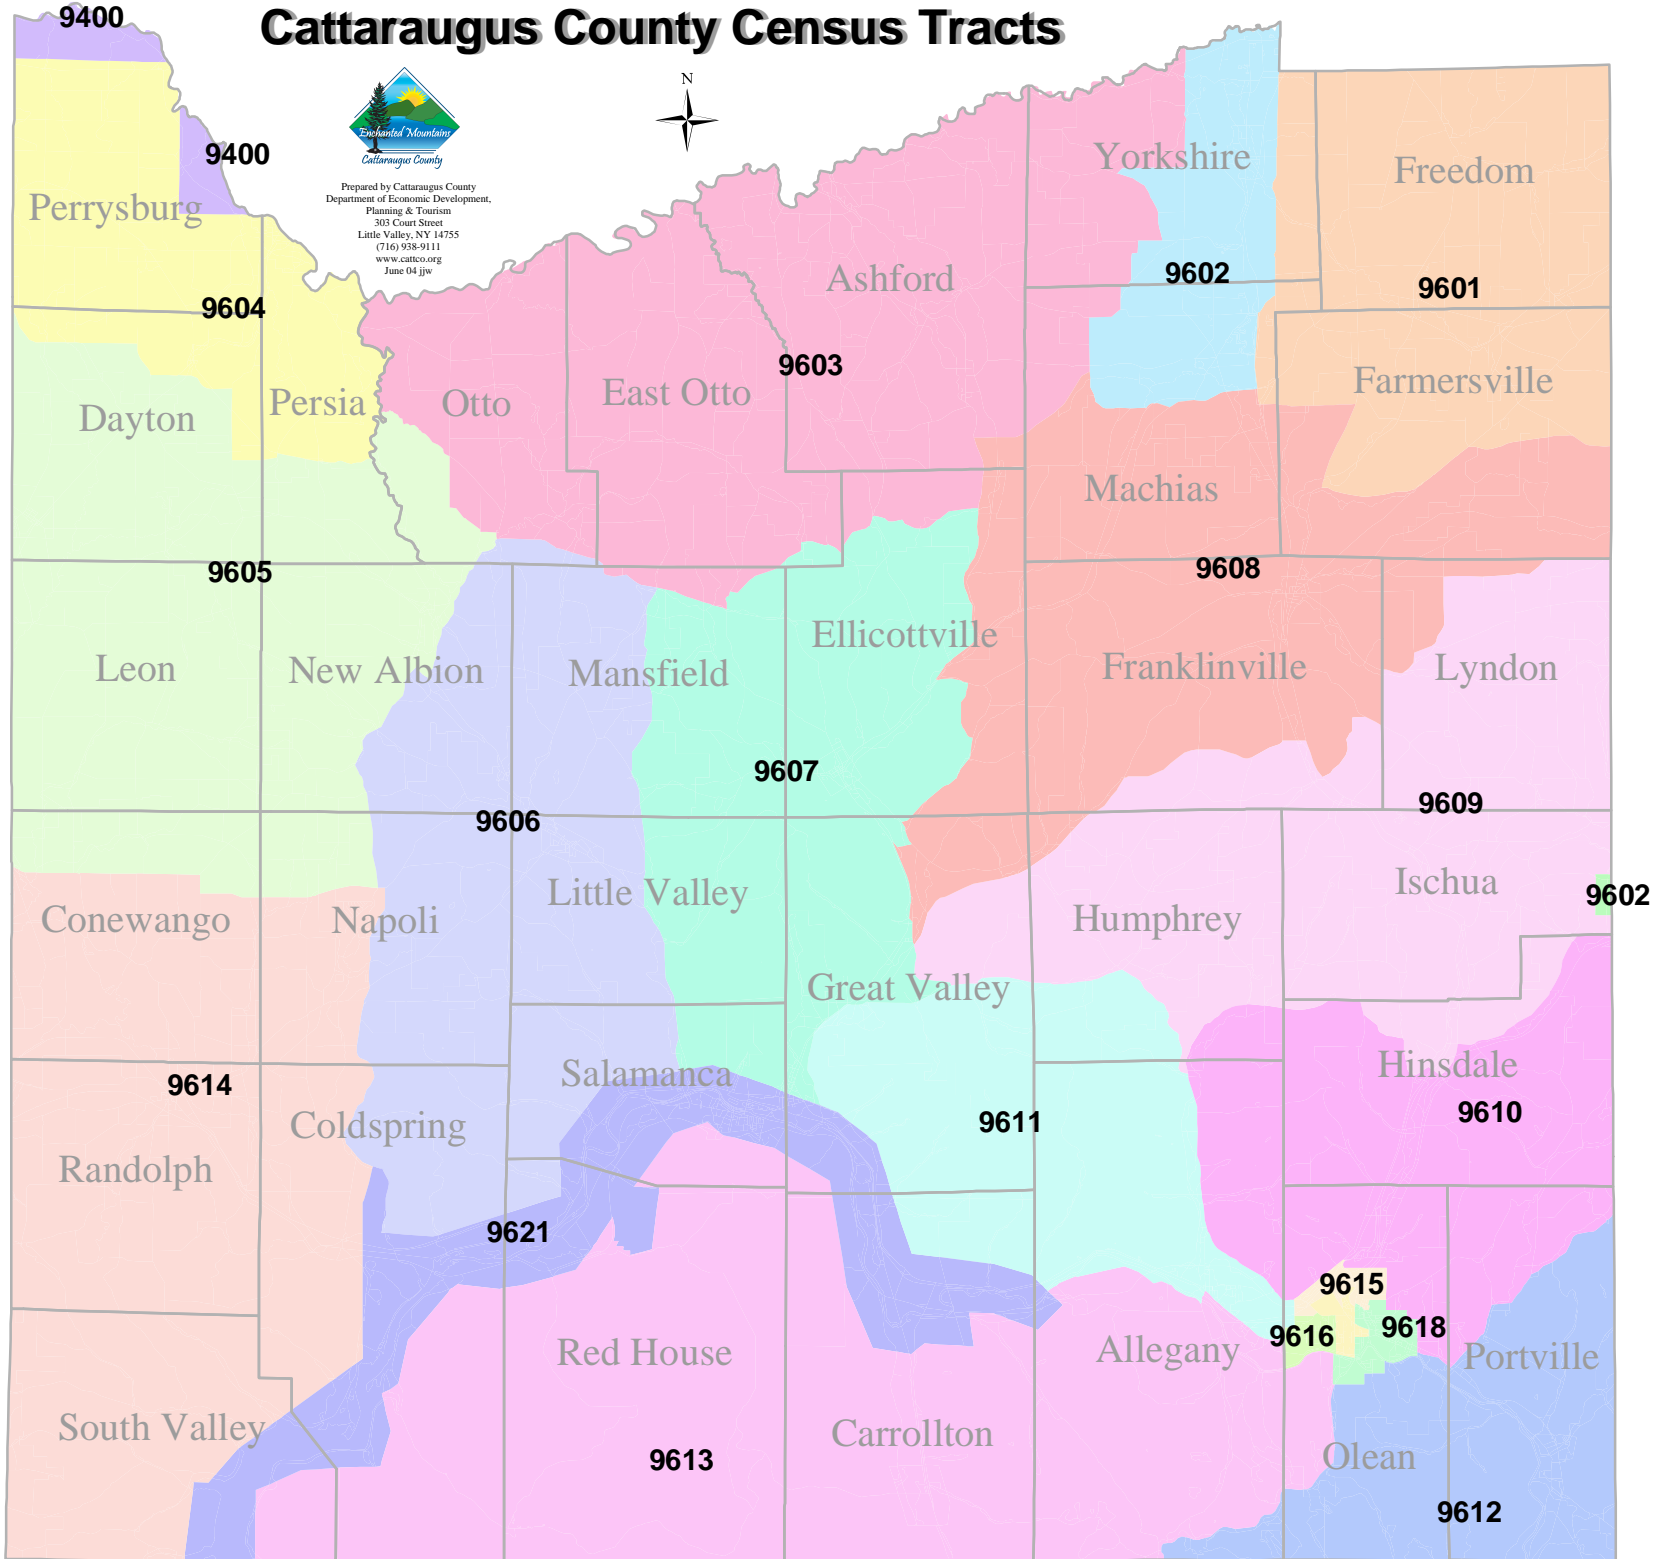 9400
Cattaraugus County Census Tracts
N
Enchanted Mountains
Cattaraugus County
Prepared by Cattaraugus County
Department of Economic Development,
Planning & Tourism
303 Court Street
Little Valley, NY 14755
(716) 938-9111
www.cattco.org
June 04 jjw
9400
Yorkshire
Freedom
Perrysburg
Ashford
9602
9601
9604
9603
Farmersville
Persia
Otto
East Otto
Dayton
Machias
9605
9608
Ellicottville
Leon
New Albion
Mansfield
Franklinville
Lyndon
9607
9609
9606
Ischua
Little Valley
9602
Conewango
Napoli
Humphrey
Great Valley
Hinsdale
Salamanca
9614
9610
Coldspring
9611
Randolph
9621
9615
9618
9616
Red House
Allegany
Portville
South Valley
Carrollton
Olean
9613
9612